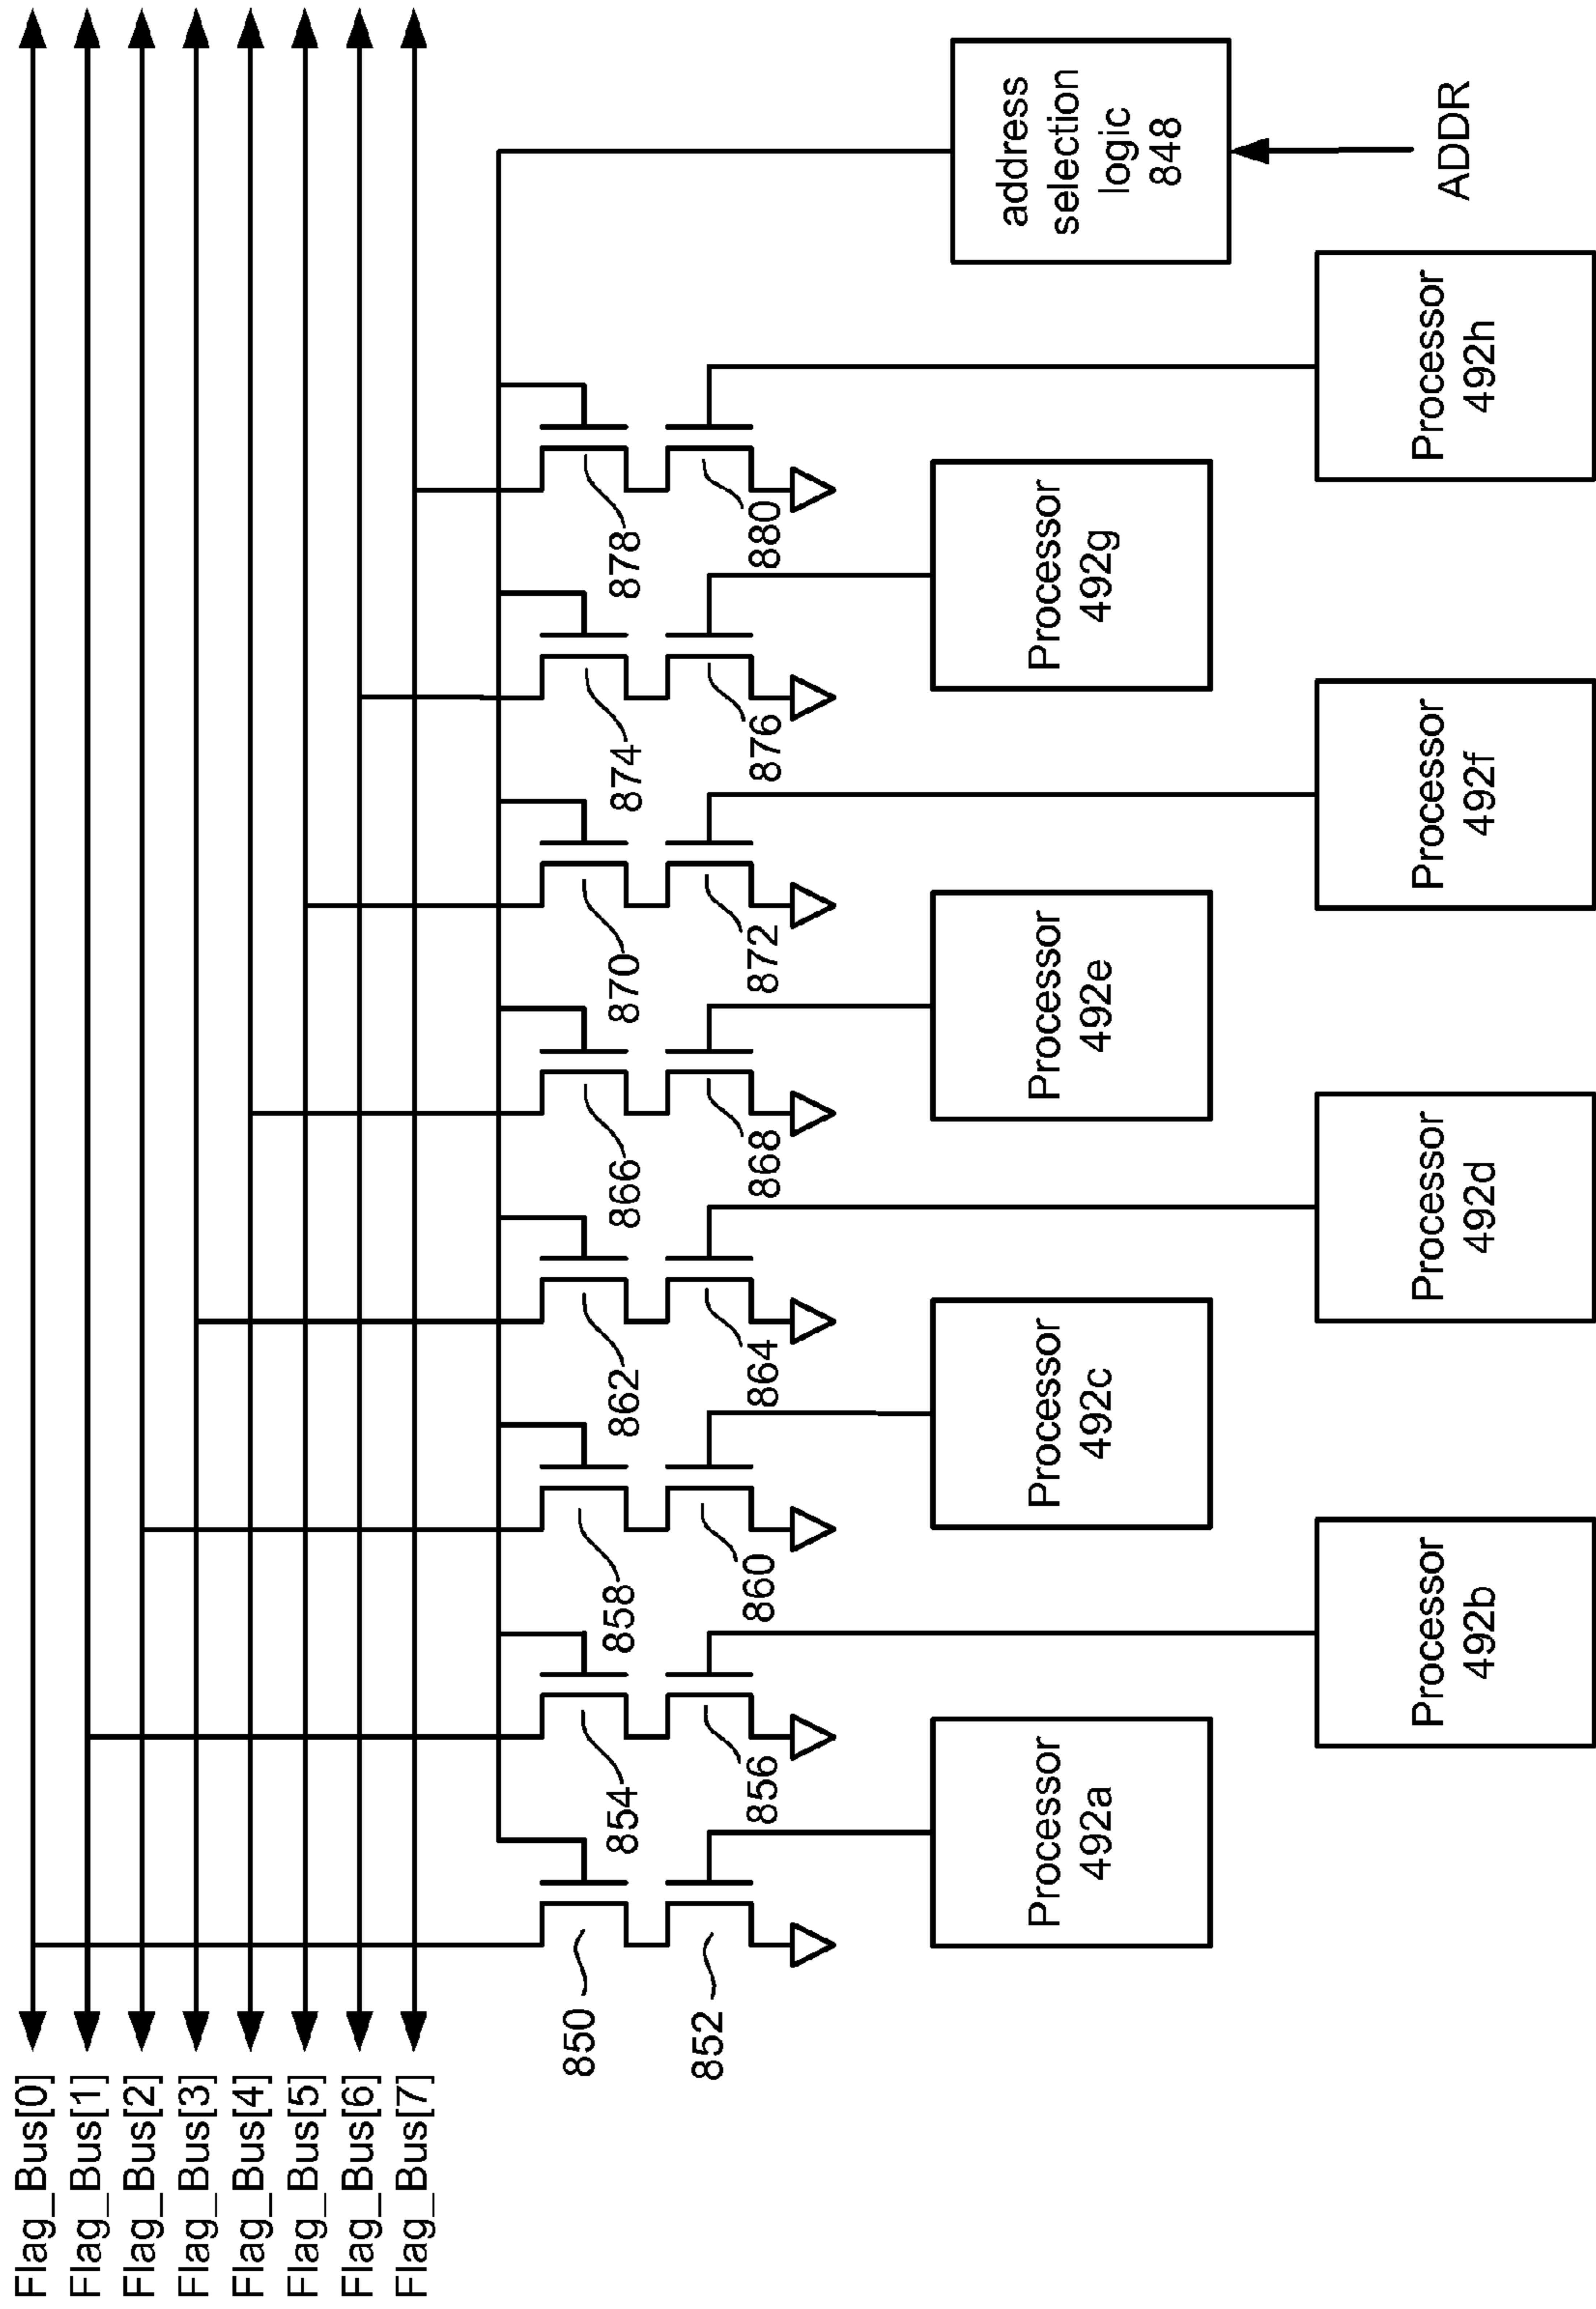 Flag_Bus[0]
Flag_Bus[1]
Flag_Bus[2]
Flag_Bus[3]
Flag_Bus[4]
Flag_Bus[5]
Flag_Bus[6]
Flag_Bus[7]
850
852
854
856
858
860
862
864
866
868
870
872
874
876
878
880
address
selection
logic
848
ADDR
Processor
492a
Processor
492b
Processor
492c
Processor
492d
Processor
492e
Processor
492f
Processor
492g
Processor
492h